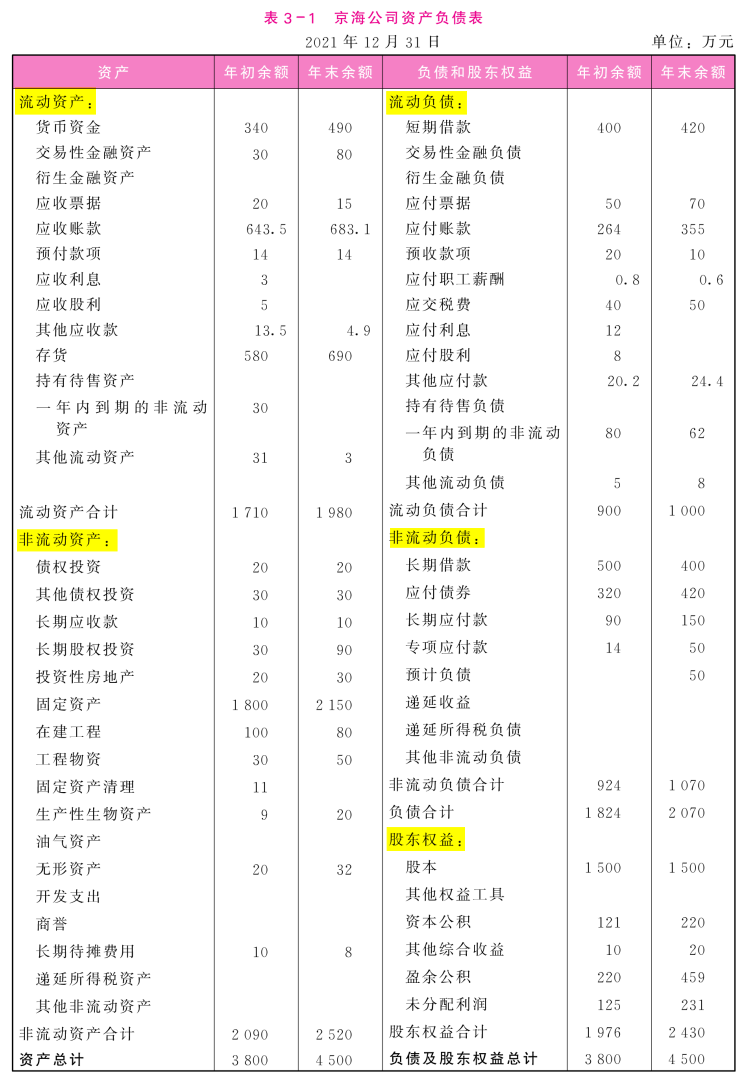 表 3-1 京海公司资产负债表
2021 年 12 月 31 日 单位：万元
资产 年初余额 年末余额 负债和股东权益 年初余额 年末余额
流动资产： 流动负债：
货币资金 340 490 短期借款 400 420
交易性金融资产 30 80 交易性金融负债
衍生金融资产 衍生金融负债
应收票据 20 15 应付票据 50 70
应收账款 643.5 683.1 应付账款 264 355
预付款项 14 14 预收款项 20 10
应收利息 3 应付职工薪酬 0.8 0.6
应收股利 5 应交税费 40 50
其他应收款 13.5 4.9 应付利息 12
存货 580 690 应付股利 8
持有待售资产 其他应付款 20.2 24.4
一年内到期的非流动 30 持有待售负债
资产 一年内到期的非流动 80 62
负债
其他流动资产 31 3
其他流动负债 5 8
流动资产合计 1 710 1 980 流动负债合计 900 1 000
非流动资产： 非流动负债：
债权投资 20 20 长期借款 500 400
其他债权投资 30 30 应付债券 320 420
长期应收款 10 10 长期应付款 90 150
长期股权投资 30 90 专项应付款 14 50
投资性房地产 20 30 预计负债 50
固定资产 1 800 2 150 递延收益
在建工程 100 80 递延所得税负债
工程物资 30 50 其他非流动负债
固定资产清理 11 非流动负债合计 924 1 070
生产性生物资产 9 20 负债合计 1 824 2 070
油气资产 股东权益：
无形资产 20 32 股本 1 500 1 500
开发支出 其他权益工具
商誉 资本公积 121 220
长期待摊费用 10 8 其他综合收益 10 20
递延所得税资产 盈余公积 220 459
其他非流动资产 未分配利润 125 231
非流动资产合计 2 090 2 520 股东权益合计 1 976 2 430
资产总计 3 800 4 500 负债及股东权益总计 3 800 4 500